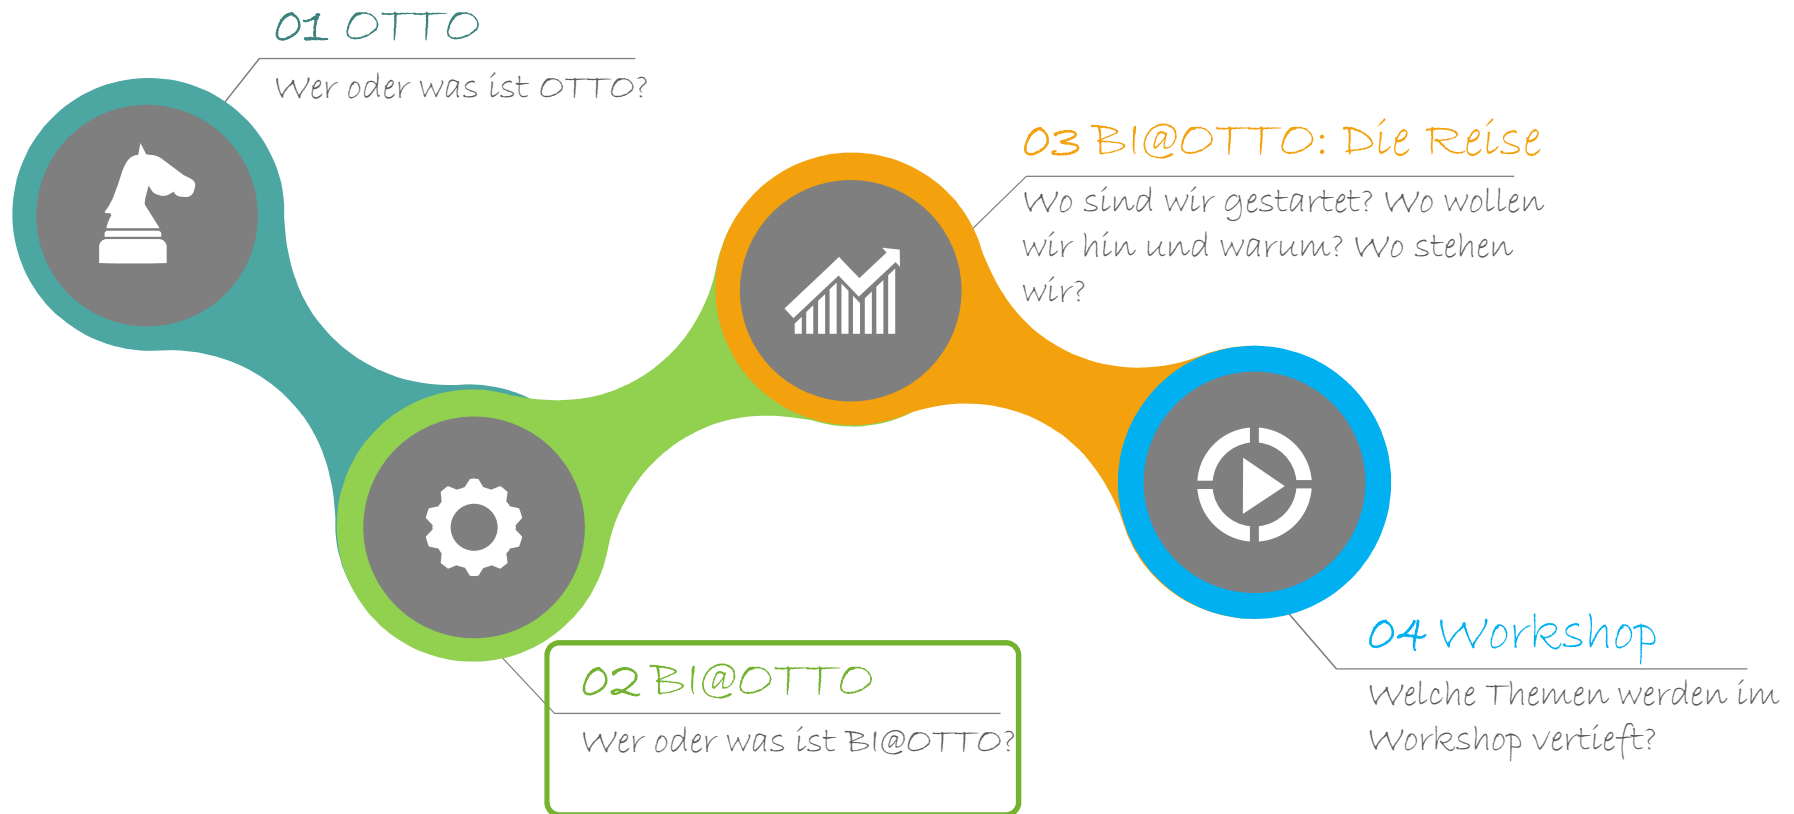 01 OTTO
Wer oder was ist OTTO?
02 BI@OTTO
Wer oder was ist BI@OTTO?
03 BI@OTTO: Die Reise
Wo sind wir gestartet? Wo wollen
wir hin und warum? Wo stehen
wir?
04 Workshop
Welche Themen werden im
Workshop vertieft?